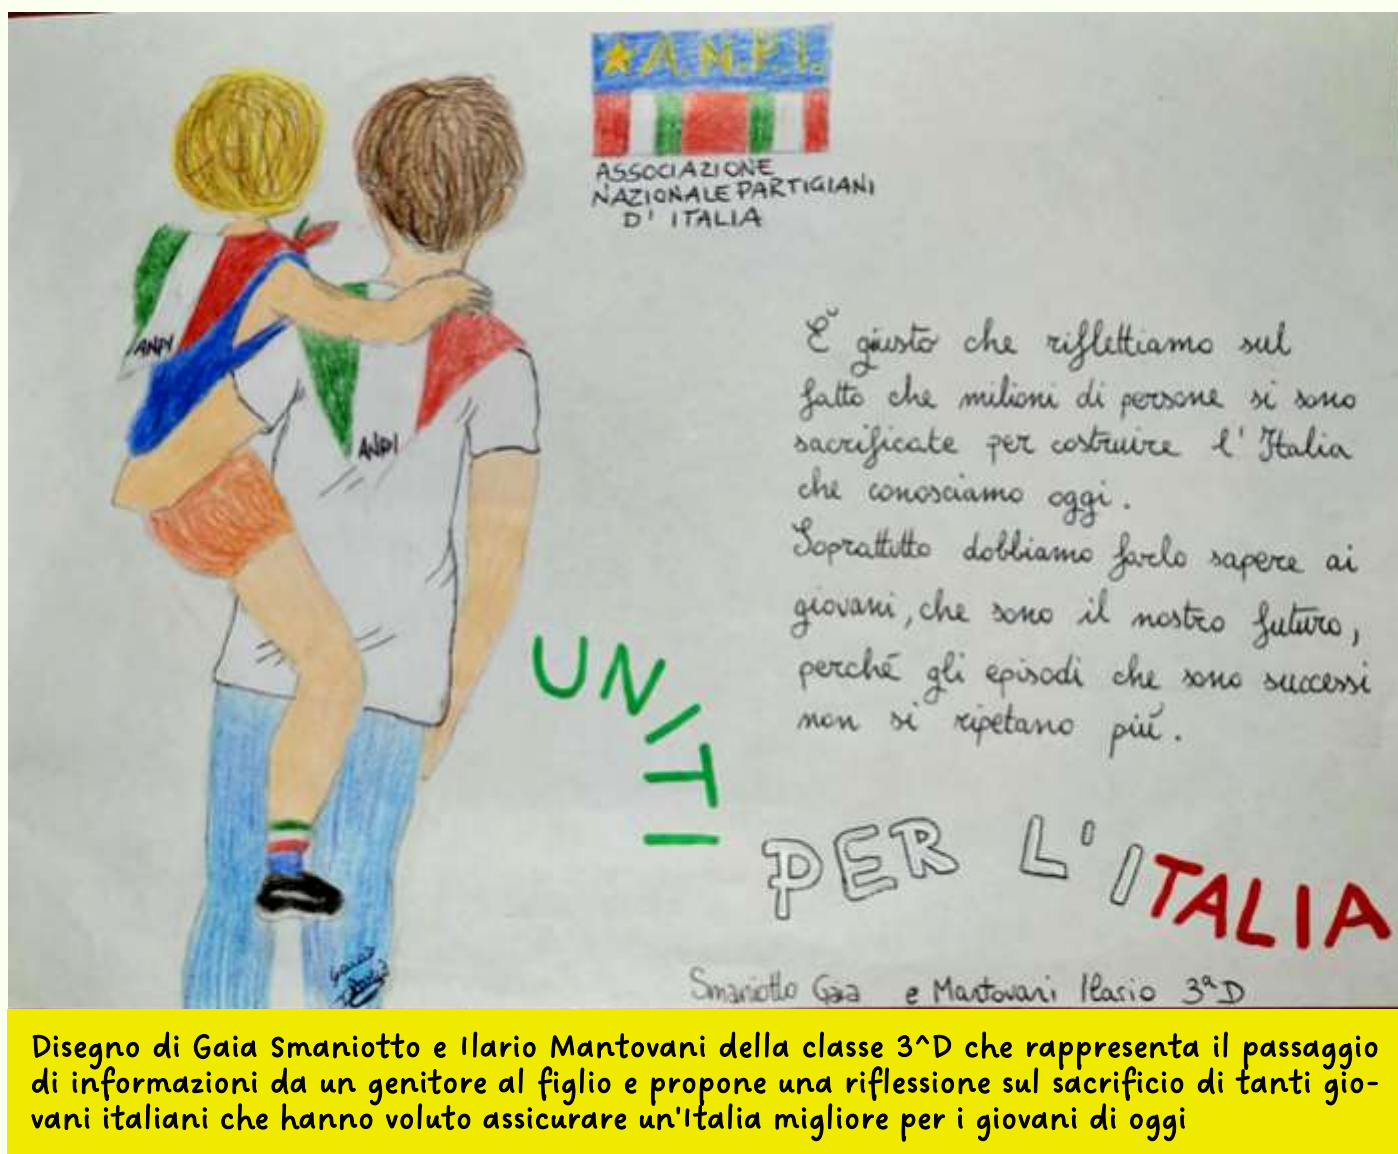 ★A.N.P.I.
ASSOCIAZIONE
NAZIONALE PARTIGIANI
D' ITALIA
ANPI
ANPI
È giusto che riflettiamo sul
fatto che milioni di persone si sono
sacrificate per costruire l'Italia
che conosciamo oggi.
Soprattutto dobbiamo farlo sapere ai
giovani, che sono il nostro futuro,
perché gli episodi che sono successi
non si ripetano più.
UNITI
PER L'ITALIA
Smaniotto Gaia e Mantovani Ilario 3ªD
Disegno di Gaia Smaniotto e Ilario Mantovani della classe 3^D che rappresenta il passaggio
di informazioni da un genitore al figlio e propone una riflessione sul sacrificio di tanti gio-
vani italiani che hanno voluto assicurare un'Italia migliore per i giovani di oggi